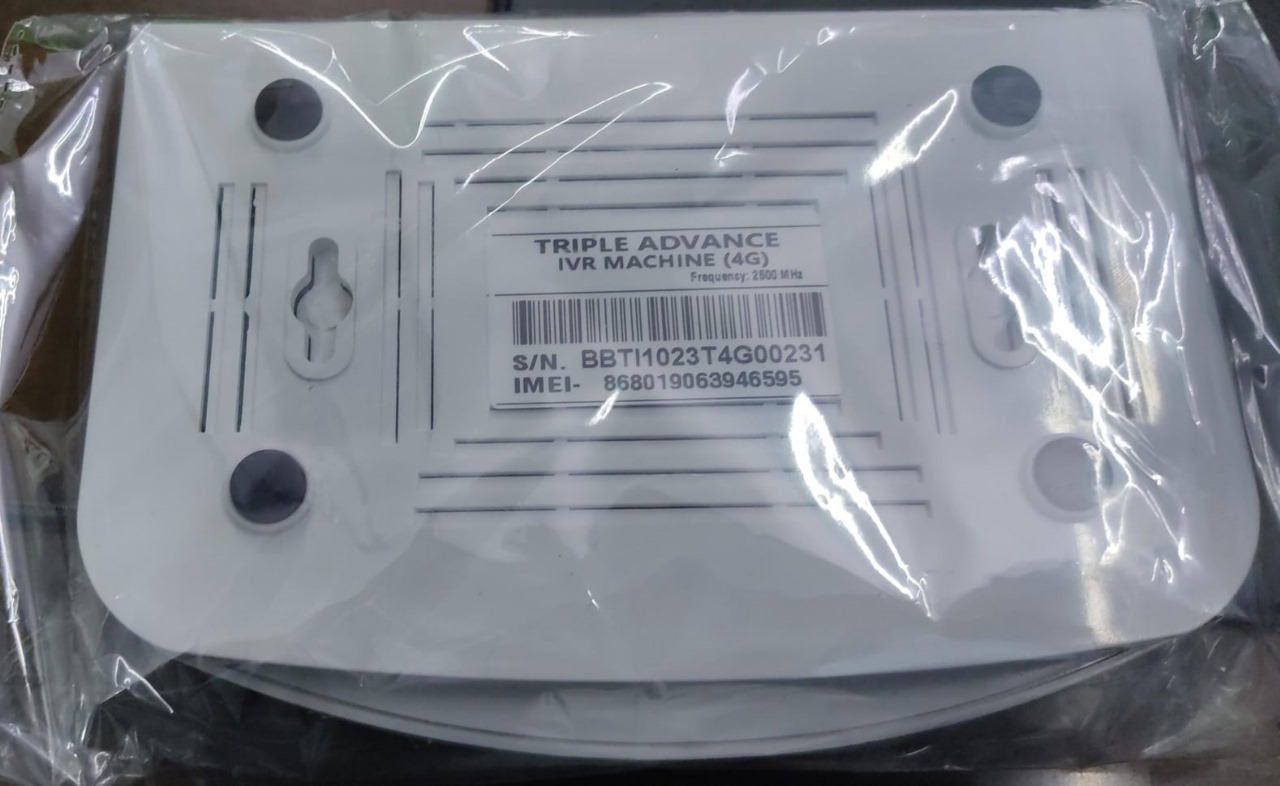 TRIPLE ADVANCE
IVR MACHINE (4G)
Frequency: 2600 MHz
S/N. BBTI1023T4G00231
IMEI- 868019063946595